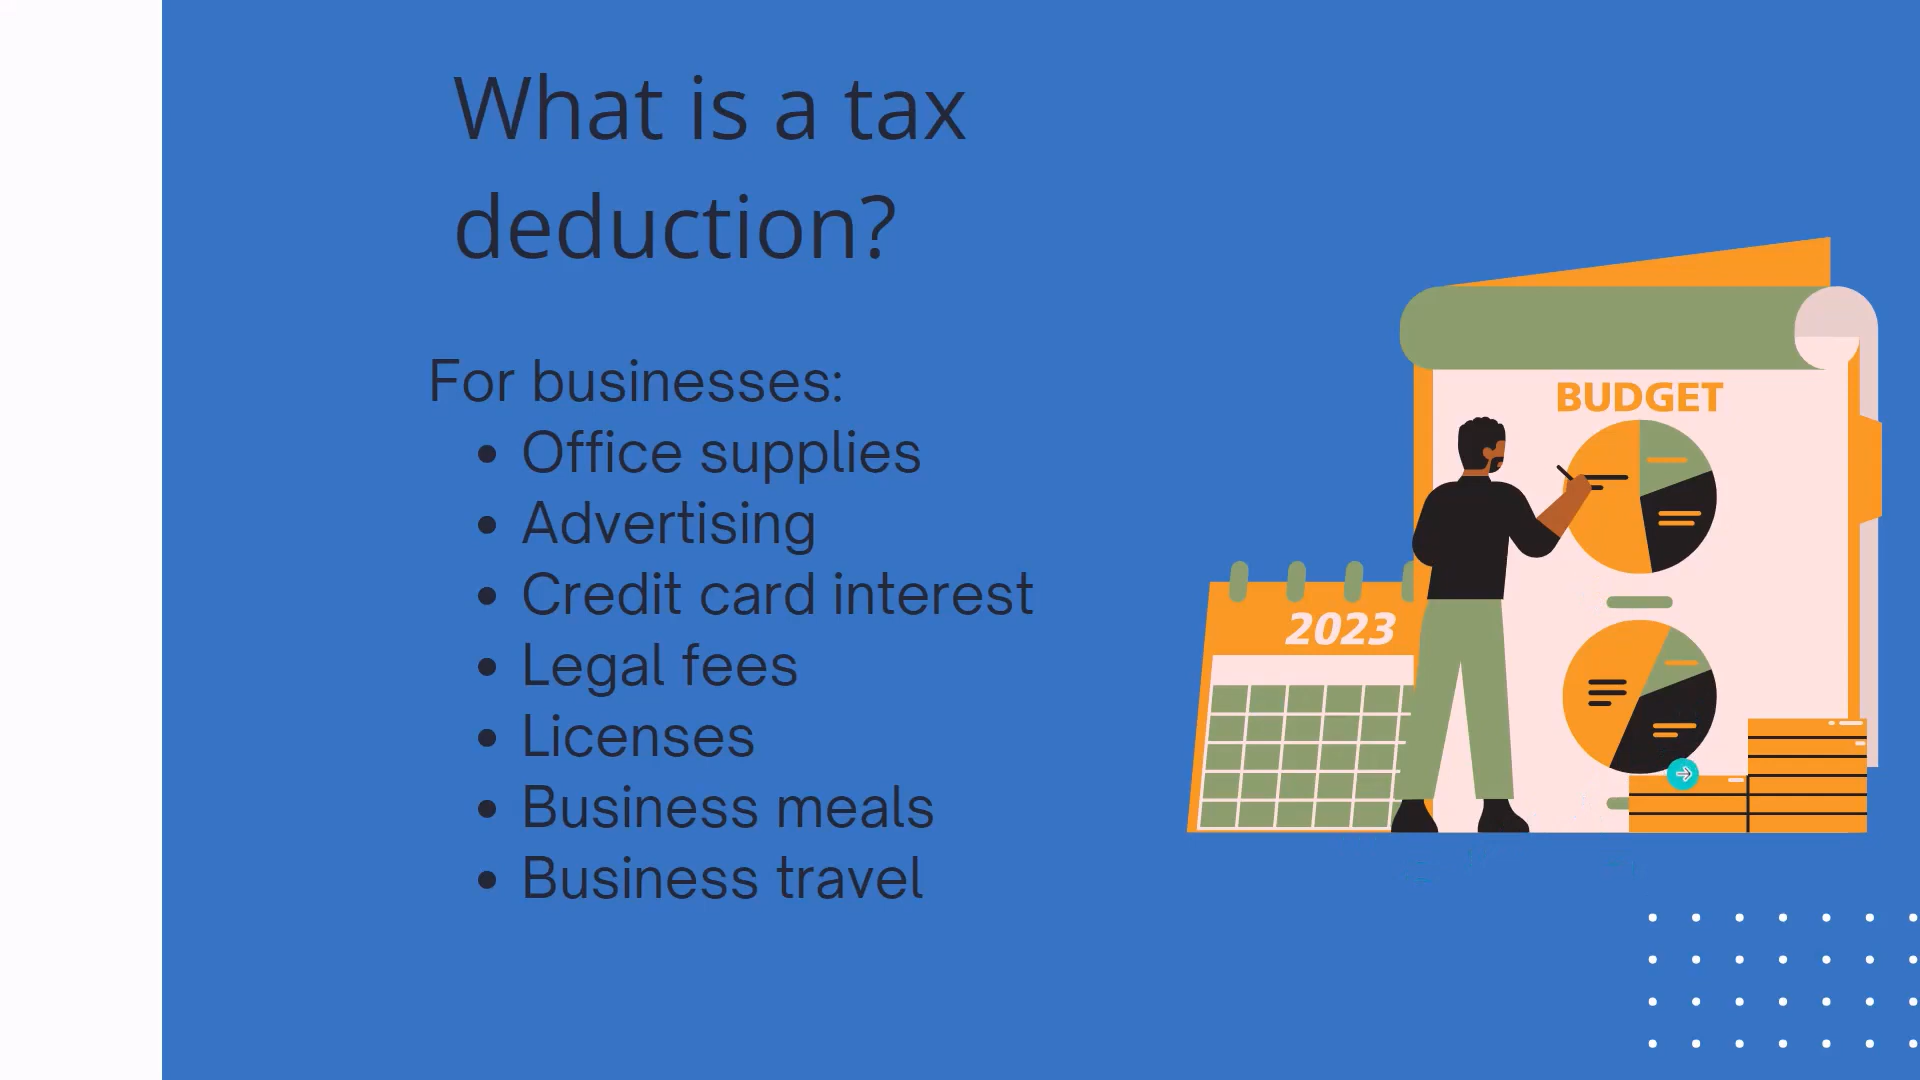 What is a tax
deduction?
For businesses:
• Office supplies
• Advertising
• Credit card interest
• Legal fees
• Licenses
• Business meals
• Business travel
BUDGET
2023